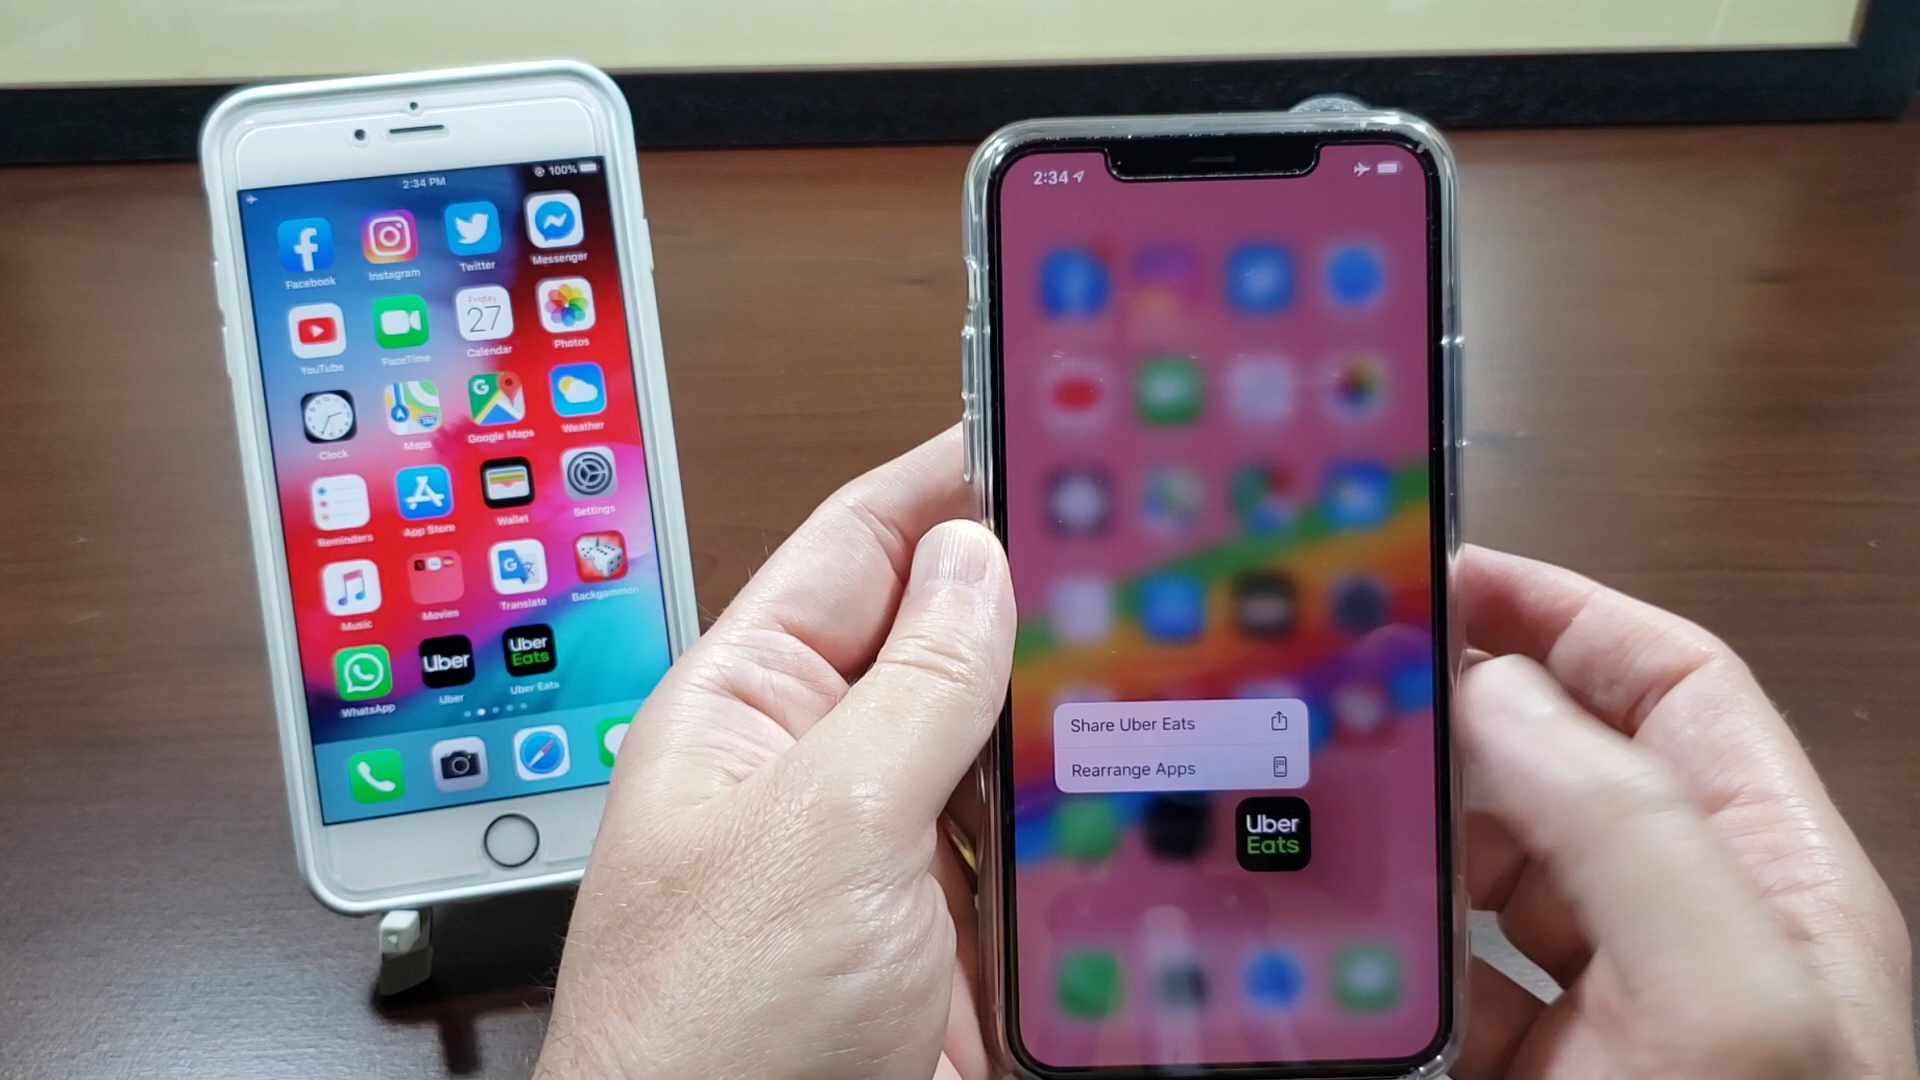 2:34 PM
100%
Facebook
Instagram
Twitter
Messenger
Friday
27
YouTube
FaceTime
Calendar
Photos
G
Clock
Maps
Google Maps
Weather
Reminders
App Store
Wallet
Settings
G
Music
Movies
Translate
Backgammon
Uber
Uber
Eats
WhatsApp
Uber
Uber Eats
2:34
Share Uber Eats
Rearrange Apps
Uber
Eats